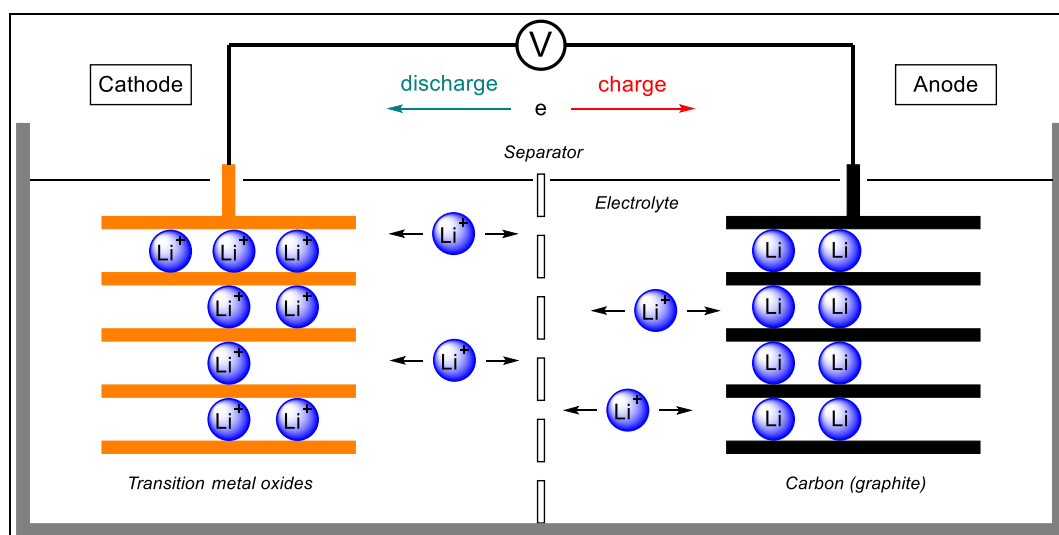 V
Cathode
discharge
charge
Anode
e
Separator
Electrolyte
Li+
Li+ Li+ Li+
Li Li
Li+ Li+
Li+
Li Li
Li+
Li+
Li Li
Li+ Li+
Li+
Li Li
Transition metal oxides
Carbon (graphite)